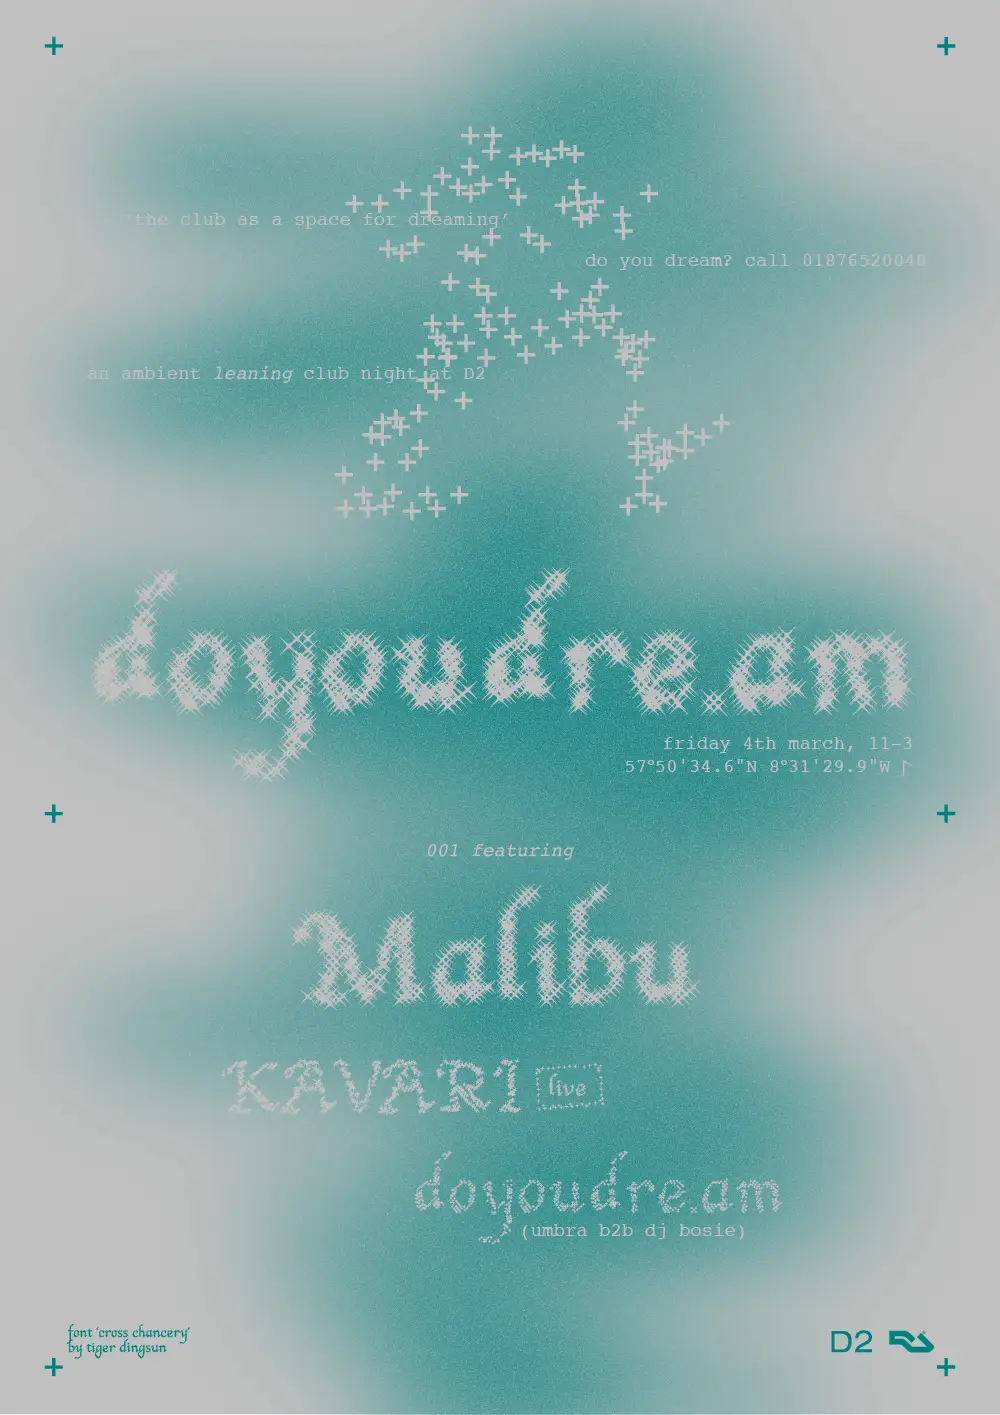 'the club as a space for dreaming'
do you dream? call 01876520040
an ambient leaning club night at D2
doyoudre.am
friday 4th march, 11–3
57°50'34.6"N 8°31'29.9"W
001 featuring
Malibu
KAVARI live
doyoudre.am
(umbra b2b dj bosie)
font 'cross chancery'
by tiger dingsun
D2 RA